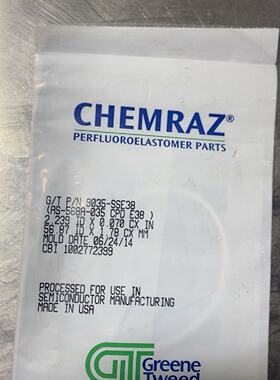 CHEMRAZ®
PERFLUOROELASTOMER PARTS
G/T P/N 9035-SSE38
(AS-568A-035 CPD E38 )
2.239 ID X 0.070 CX IN
56.87 ID X 1.78 CX MM
MOLD DATE 06/24/14
CBI 1002772399
PROCESSED FOR USE IN
SEMICONDUCTOR MANUFACTURING
MADE IN USA
GT Greene
Tweed